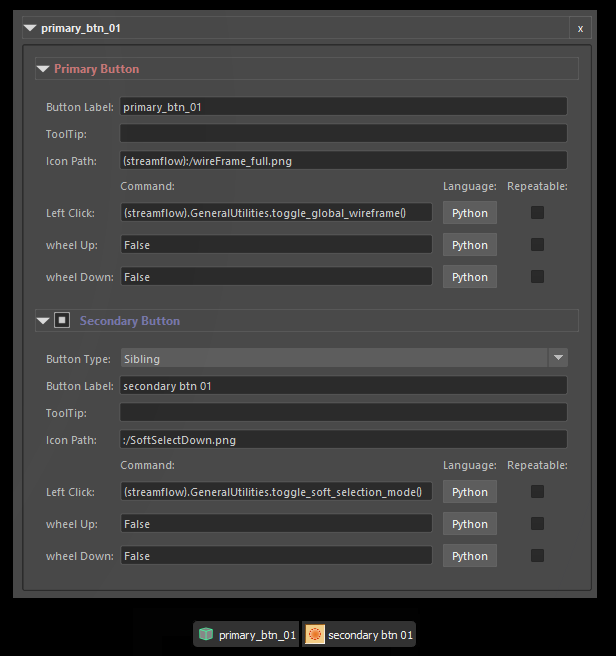 primary_btn_01 x
Primary Button
Button Label: primary_btn_01
ToolTip:
Icon Path: (streamflow):/wireFrame_full.png
Command: Language: Repeatable:
Left Click: (streamflow).GeneralUtilities.toggle_global_wireframe() Python
wheel Up: False Python
wheel Down: False Python
Secondary Button
Button Type: Sibling
Button Label: secondary btn 01
ToolTip:
Icon Path: :/SoftSelectDown.png
Command: Language: Repeatable:
Left Click: (streamflow).GeneralUtilities.toggle_soft_selection_mode() Python
wheel Up: False Python
wheel Down: False Python
primary_btn_01 secondary btn 01